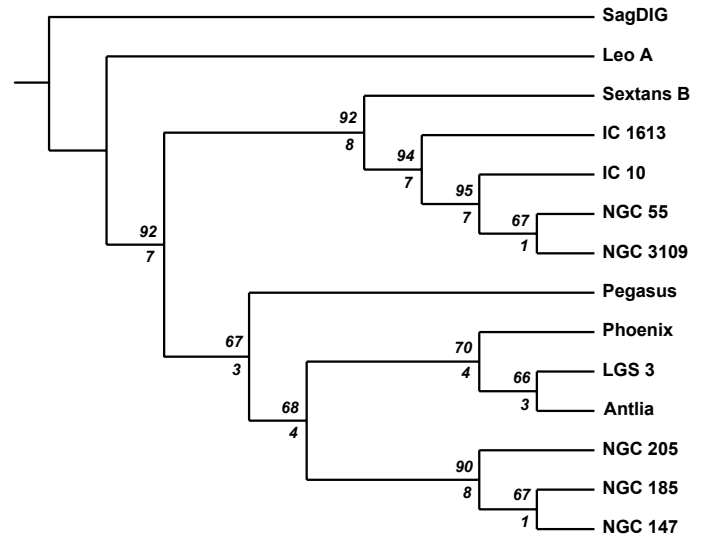 SagDIG
Leo A
Sextans B
92
8
IC 1613
94
7
IC 10
95
7
NGC 55
67
1
NGC 3109
92
7
Pegasus
67
3
Phoenix
70
4
LGS 3
66
3
Antlia
68
4
NGC 205
90
8
NGC 185
67
1
NGC 147